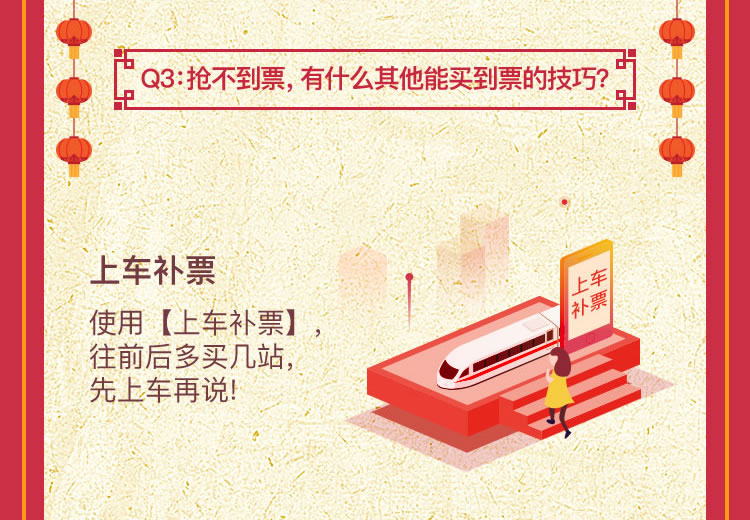 Q3:抢不到票，有什么其他能买到票的技巧?
上车补票
使用【上车补票】，
往前后多买几站，
先上车再说!
上车
补票